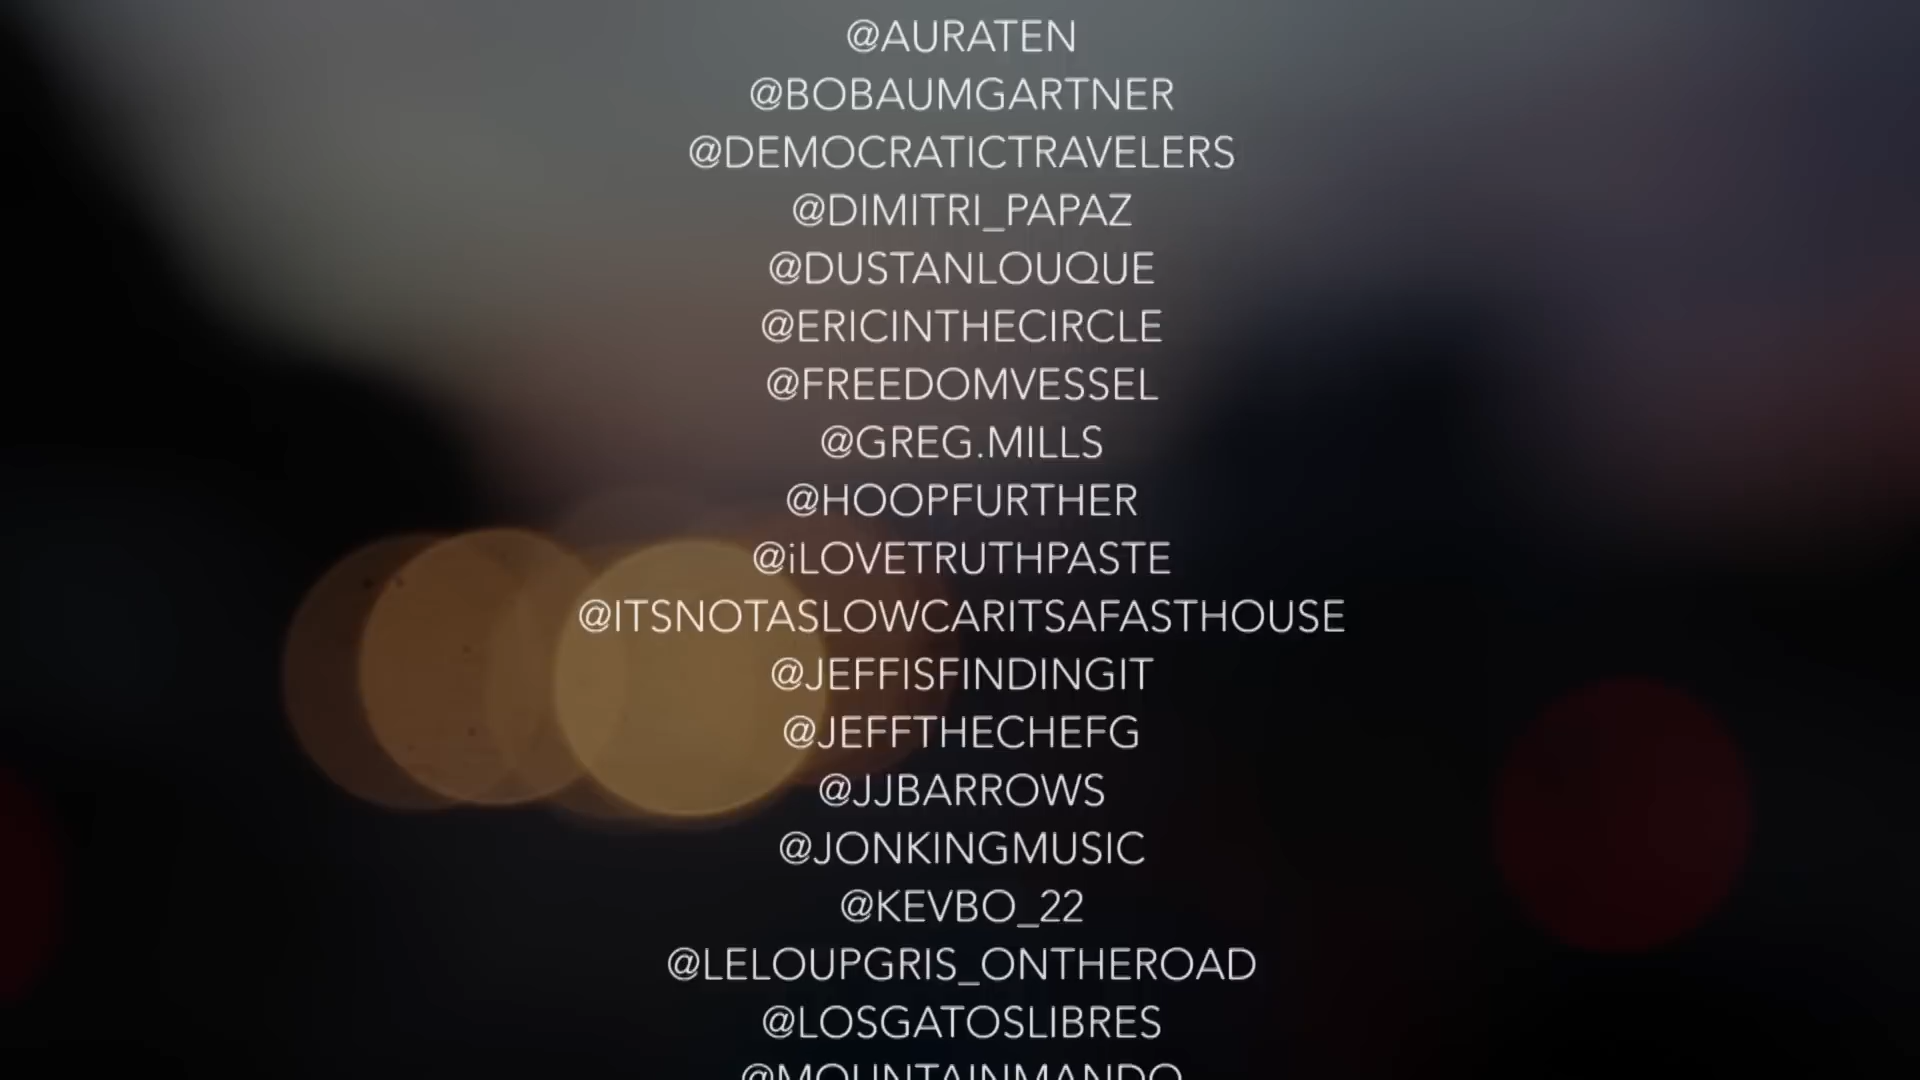 @AURATEN
@BOBAUMGARTNER
@DEMOCRATICTRAVELERS
@DIMITRI_PAPAZ
@DUSTANLOUQUE
@ERICINTHECIRCLE
@FREEDOMVESSEL
@GREG.MILLS
@HOOPFURTHER
@iLOVETRUTHPASTE
@ITSNOTASLOWCARITSAFASTHOUSE
@JEFFISFINDINGIT
@JEFFTHECHEFG
@JJBARROWS
@JONKINGMUSIC
@KEVBO_22
@LELOUPGRIS_ONTHEROAD
@LOSGATOSLIBRES
@MOUNTAINMANDO